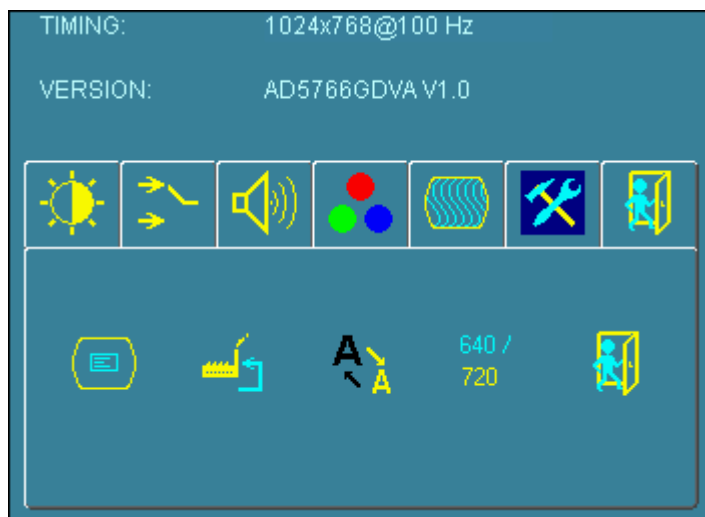 TIMING: 1024x768@100 Hz
VERSION: AD5766GDVA V1.0
A
A
640 /
720